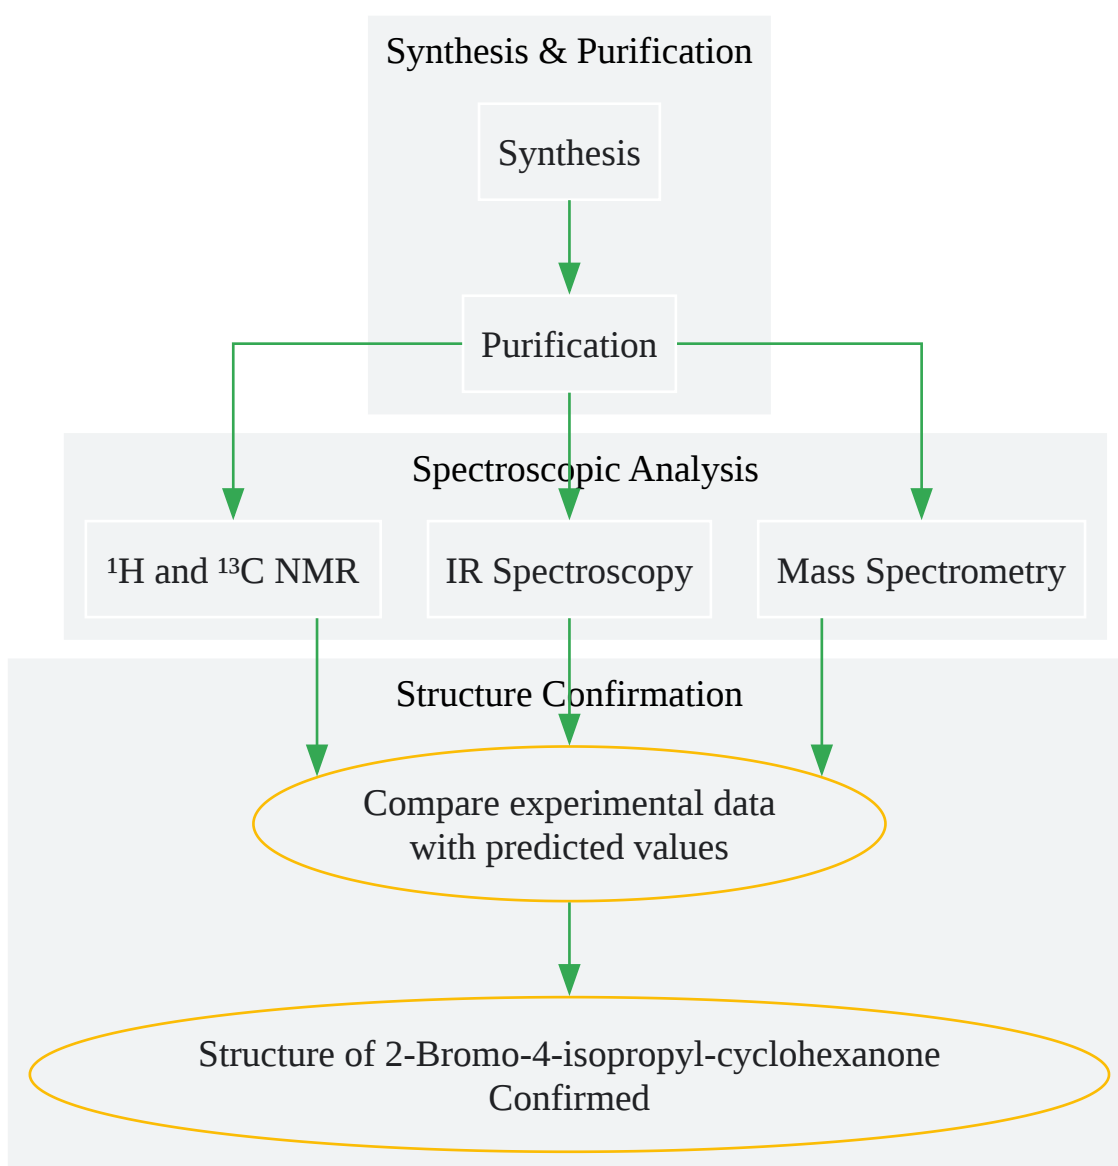 Synthesis & Purification
Synthesis
Purification
Spectroscopic Analysis
¹H and ¹³C NMR
IR Spectroscopy
Mass Spectrometry
Structure Confirmation
Compare experimental data
with predicted values
Structure of 2-Bromo-4-isopropyl-cyclohexanone
Confirmed